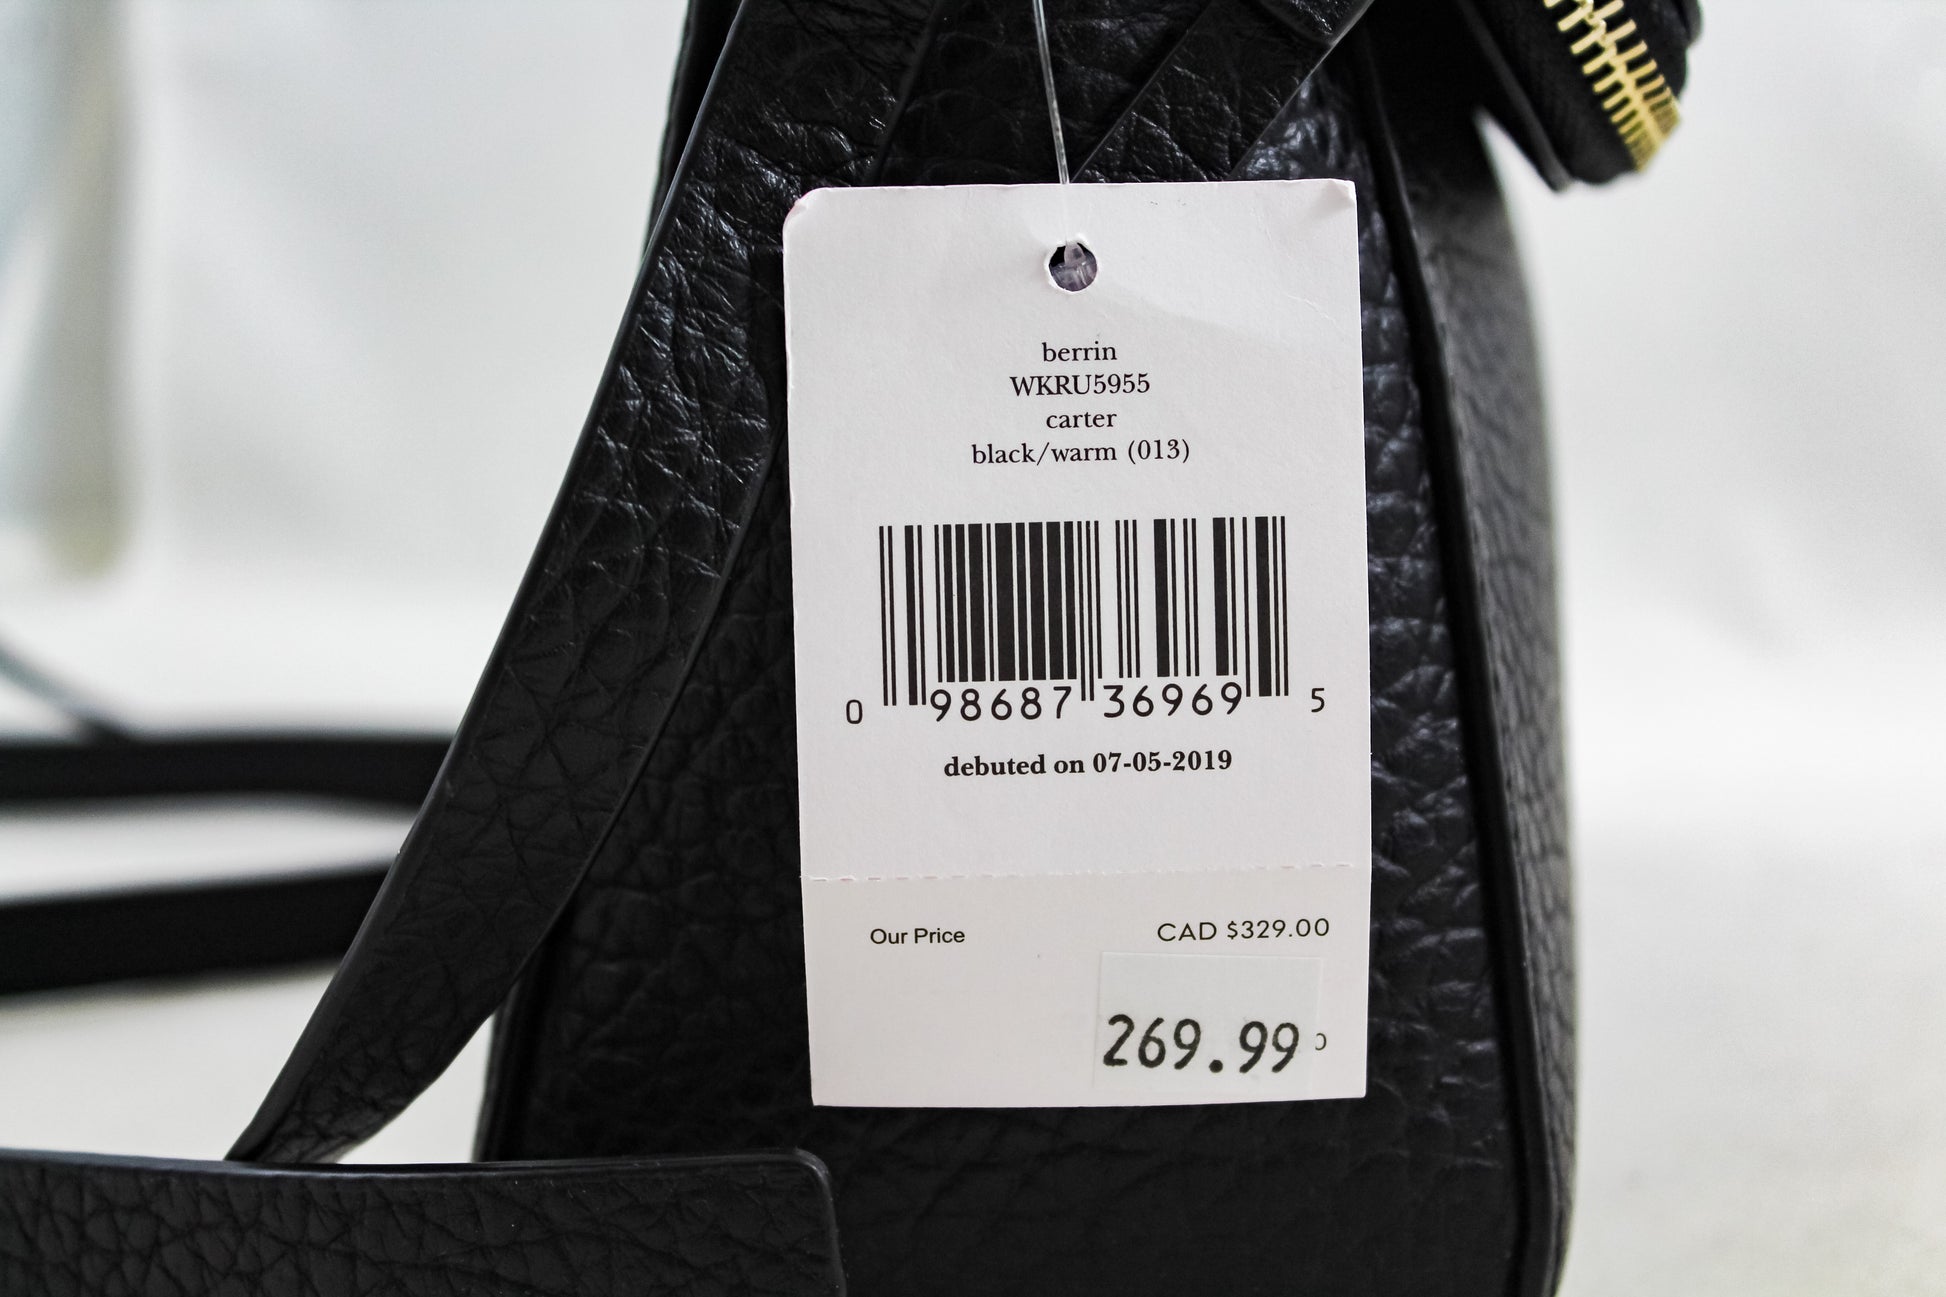 berrin
WKRU5955
carter
black/warm (013)
0 98687 36969 5
debuted on 07-05-2019
Our Price CAD $329.00
269.99